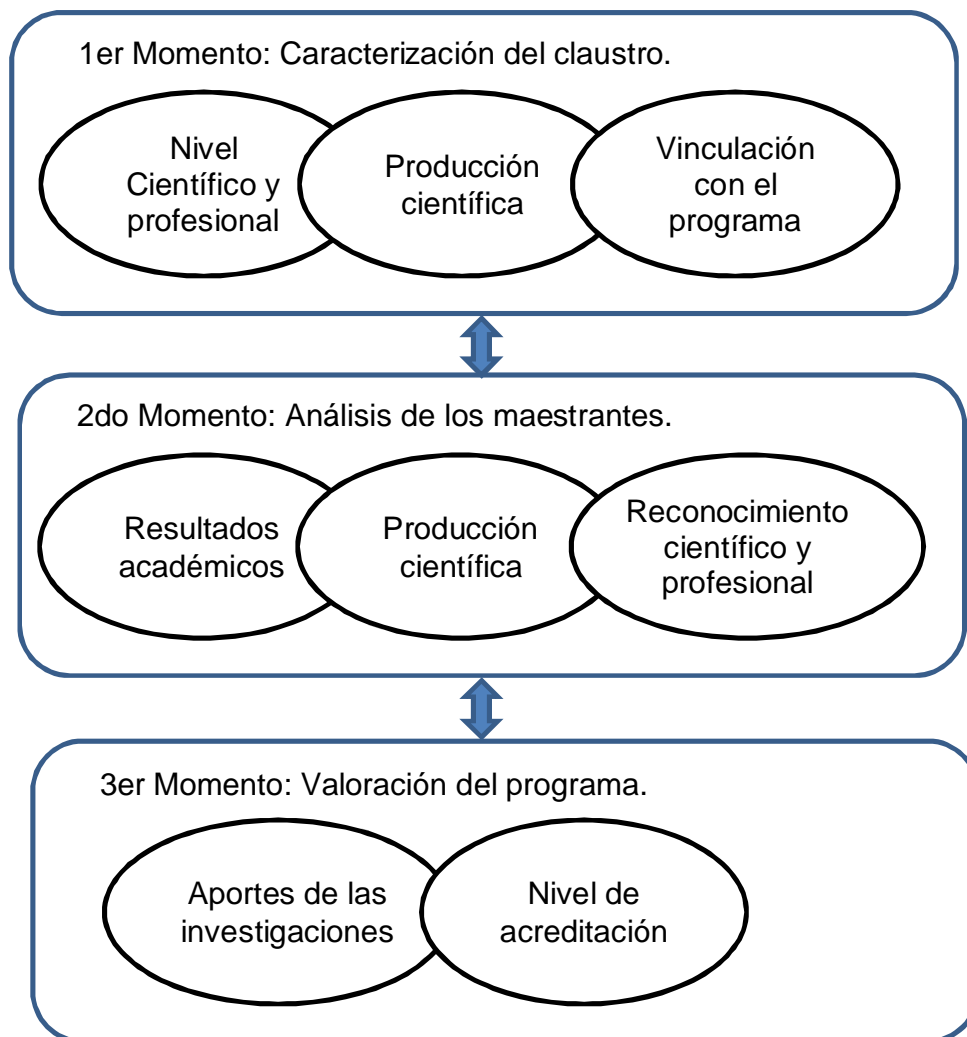 1er Momento: Caracterización del claustro.
Nivel
Científico y
profesional
Producción
científica
Vinculación
con el
programa
2do Momento: Análisis de los maestrantes.
Resultados
académicos
Producción
científica
Reconocimiento
científico y
profesional
3er Momento: Valoración del programa.
Aportes de las
investigaciones
Nivel de
acreditación